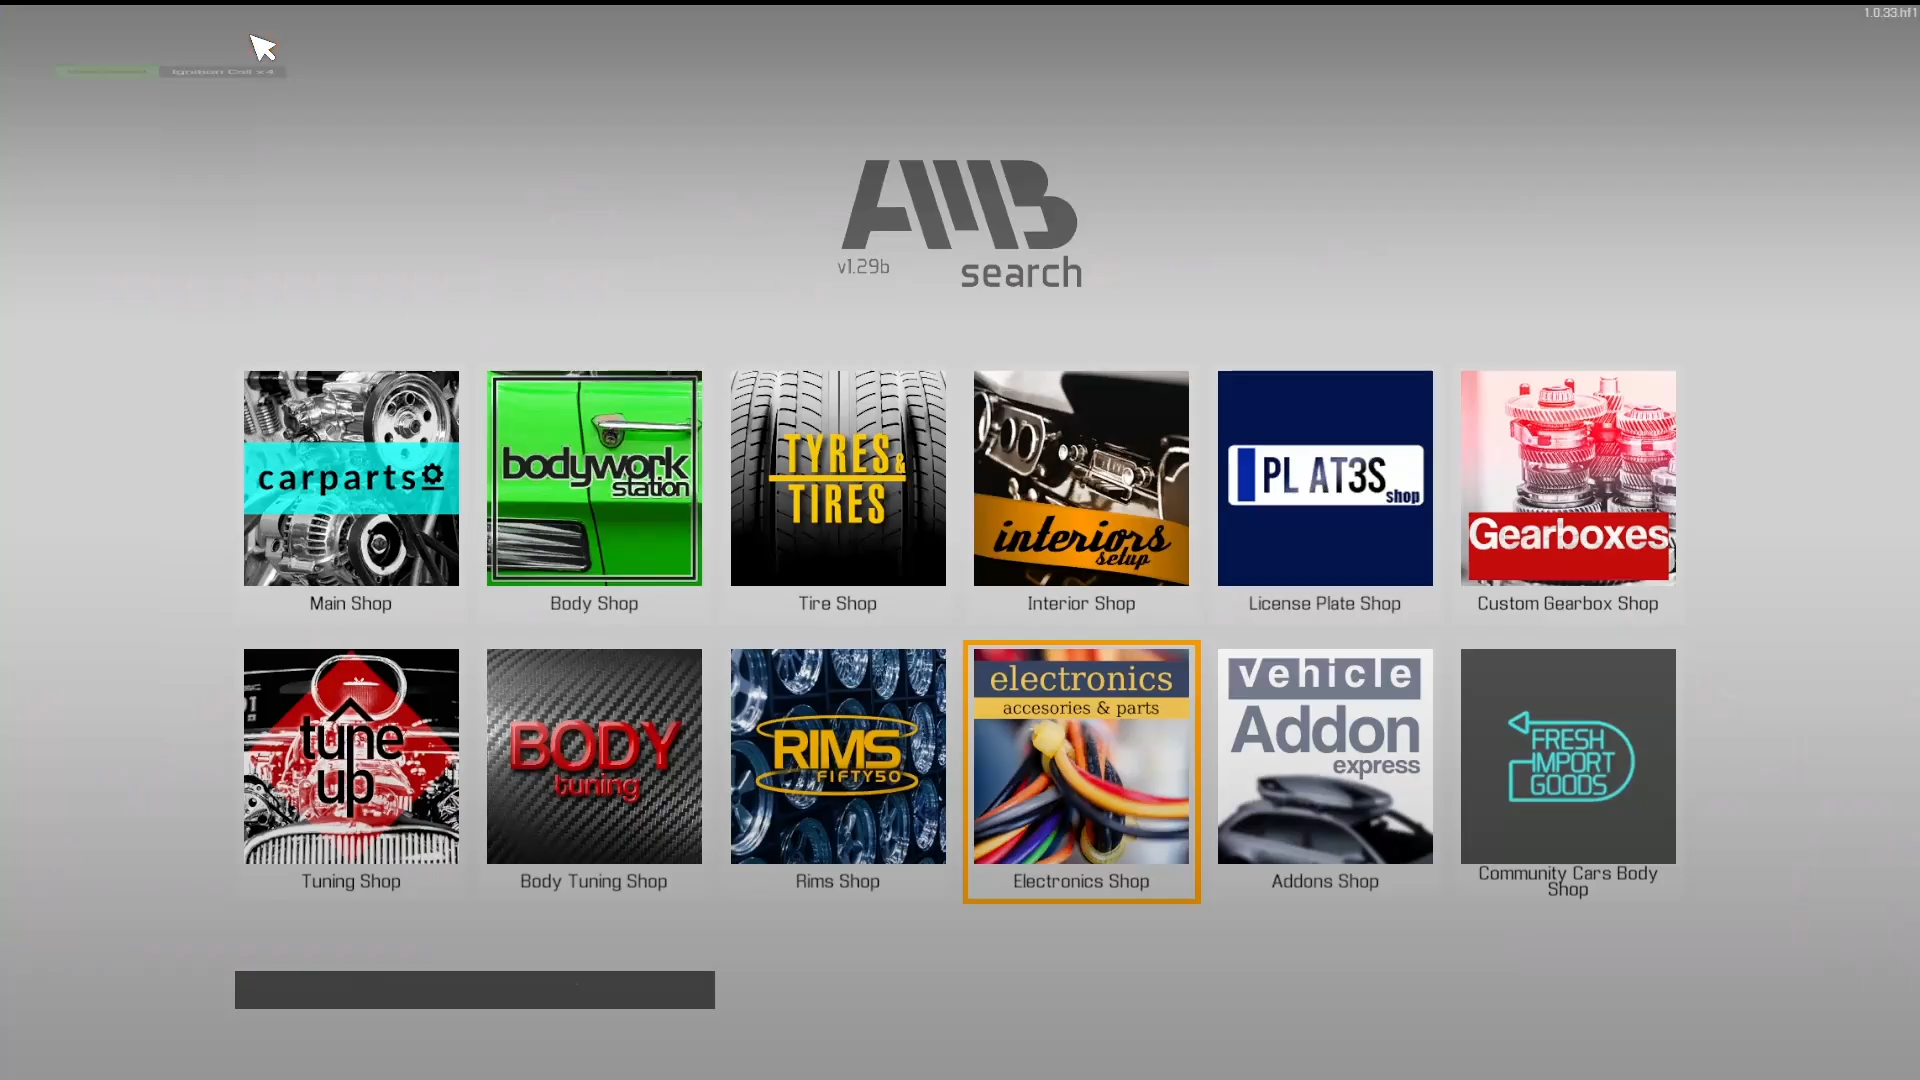 1.0.33.hf1
Ignition Coil x4
AMB
v1.29b
search
carparts
bodywork
station
TYRES &
TIRES
interiors
setup
PL AT3S
shop
Gearboxes
Main Shop
Body Shop
Tire Shop
Interior Shop
License Plate Shop
Custom Gearbox Shop
tune
up
BODY
tuning
RIMS
FIFTY50
electronics
accesories & parts
vehicle
Addon
express
FRESH
IMPORT
GOODS
Tuning Shop
Body Tuning Shop
Rims Shop
Electronics Shop
Addons Shop
Community Cars Body
Shop